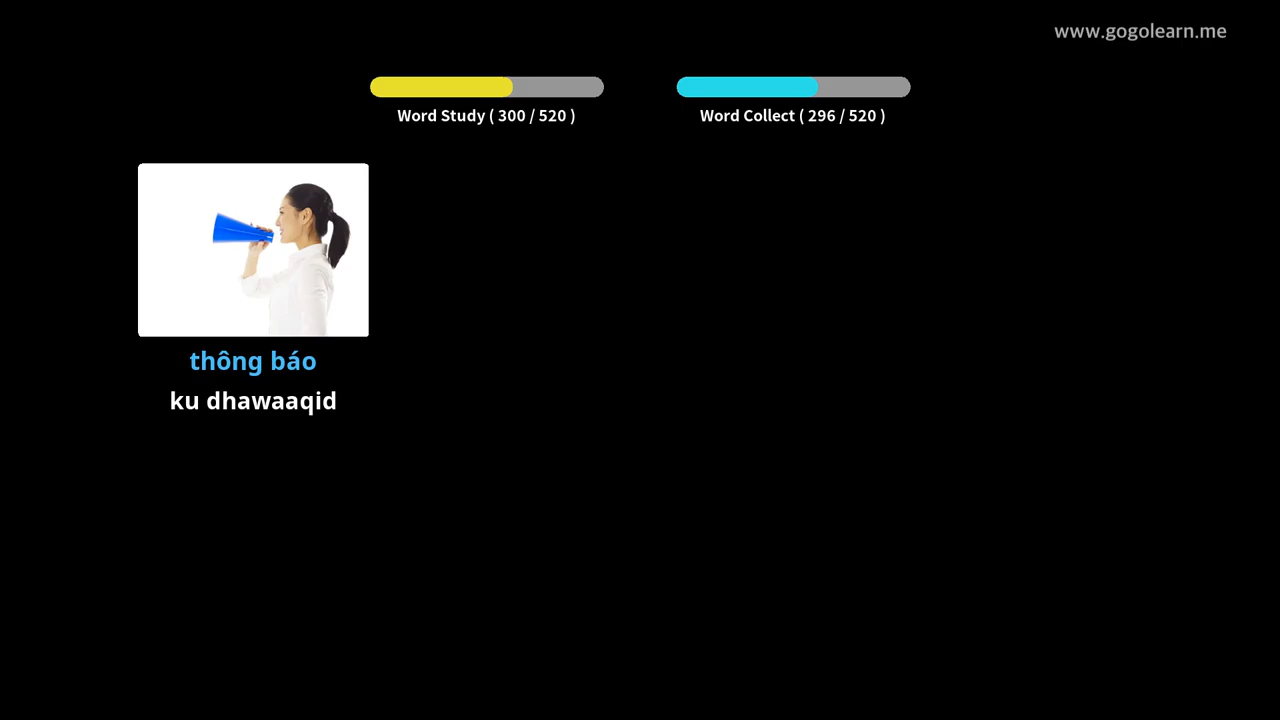 www.gogolearn.me
Word Study ( 300 / 520 )
Word Collect ( 296 / 520 )
thông báo
ku dhawaaqid